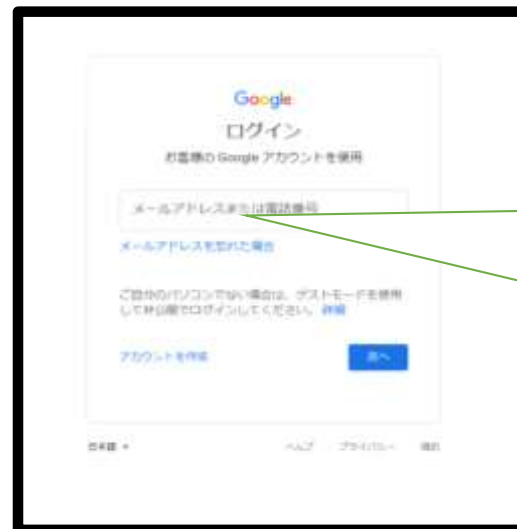 Google
ログイン
お客様の Google アカウントを使用
メールアドレスまたは電話番号
メールアドレスを忘れた場合
ご自分のパソコンでない場合は、ゲストモードを使用
して非公開でログインしてください。 詳細
アカウントを作成
次へ
日本語
ヘルプ プライバシー 規約